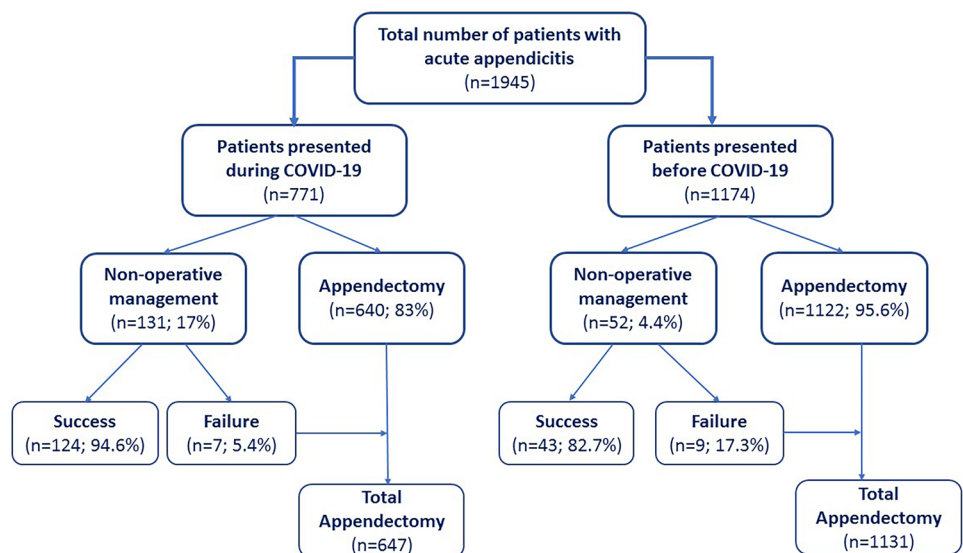 Total number of patients with
acute appendicitis
(n=1945)
Patients presented
during COVID-19
(n=771)
Patients presented
before COVID-19
(n=1174)
Non-operative
management
(n=131; 17%)
Appendectomy
(n=640; 83%)
Non-operative
management
(n=52; 4.4%)
Appendectomy
(n=1122; 95.6%)
Success
(n=124; 94.6%)
Failure
(n=7; 5.4%)
Success
(n=43; 82.7%)
Failure
(n=9; 17.3%)
Total
Appendectomy
(n=647)
Total
Appendectomy
(n=1131)